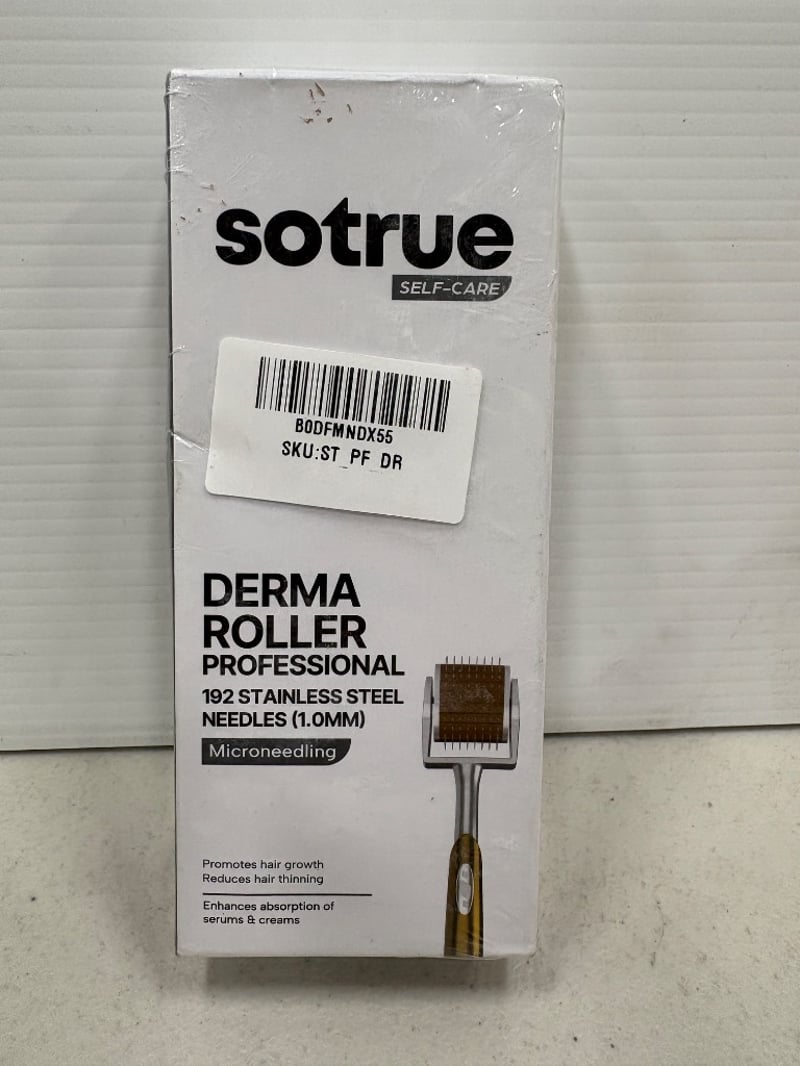 sotrue
SELF-CARE
B0DFMNDX55
SKU:ST_PF_DR
DERMA
ROLLER
PROFESSIONAL
192 STAINLESS STEEL
NEEDLES (1.0MM)
Microneedling
Promotes hair growth
Reduces hair thinning
Enhances absorption of
serums & creams